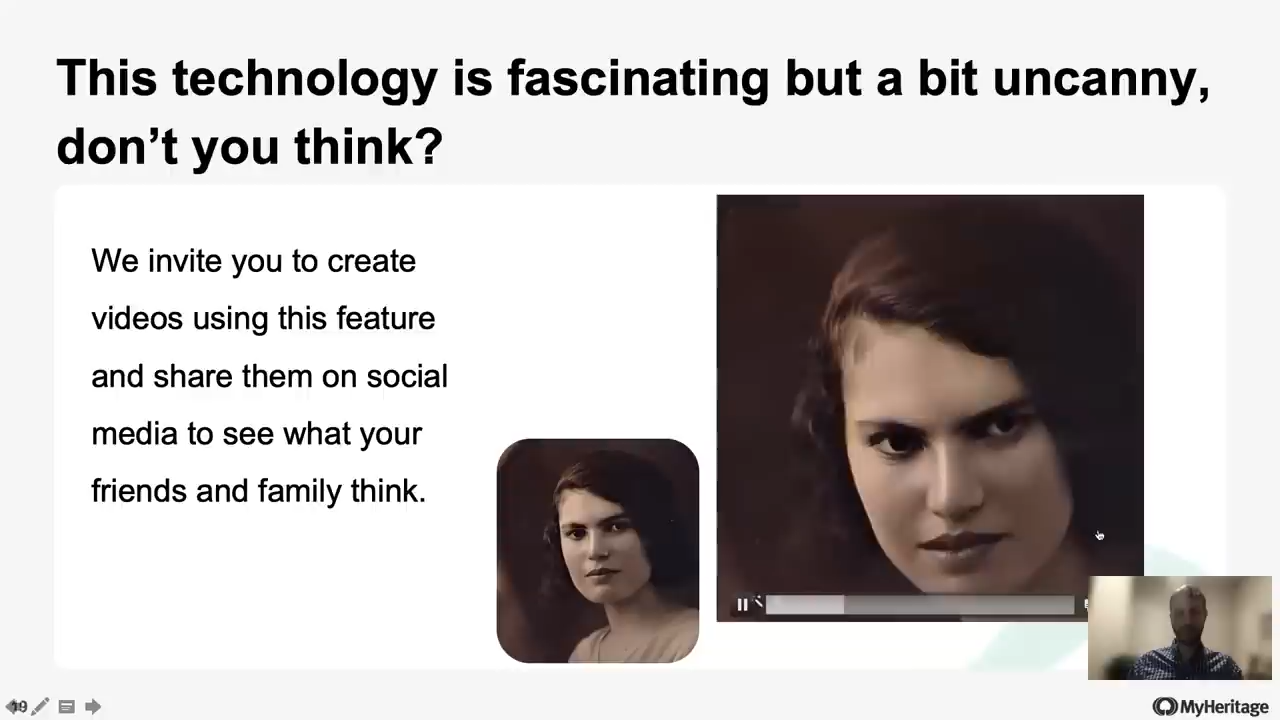 This technology is fascinating but a bit uncanny,
don’t you think?
We invite you to create
videos using this feature
and share them on social
media to see what your
friends and family think.
19
MyHeritage